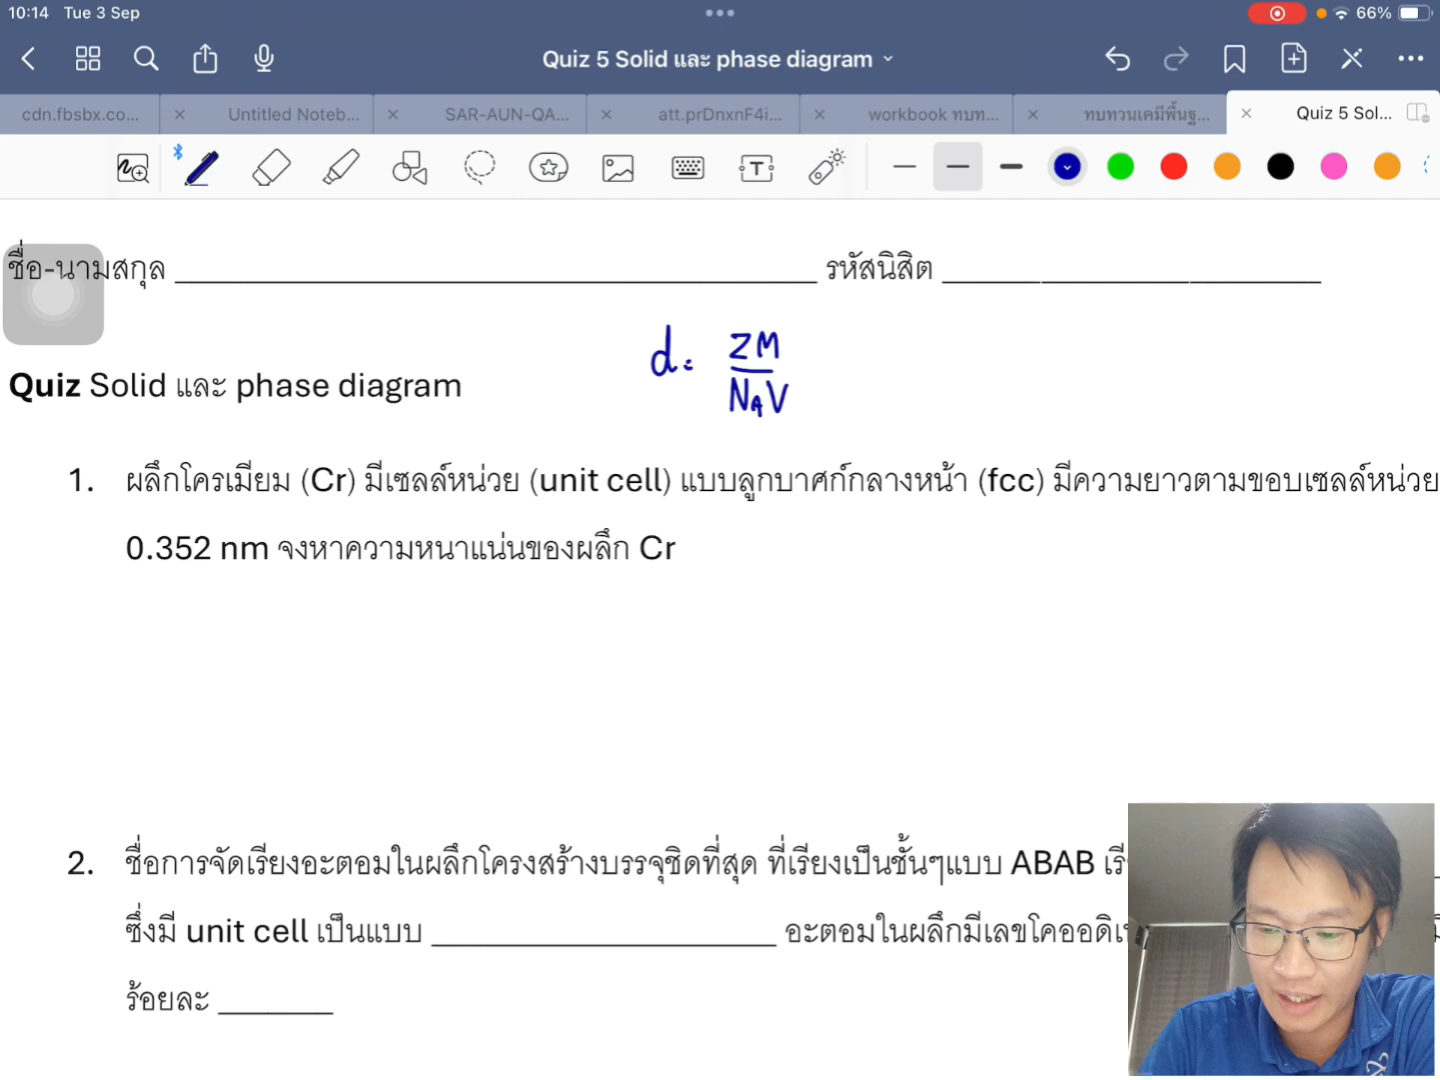 10:14 Tue 3 Sep
66%
Quiz 5 Solid และ phase diagram
cdn.fbsbx.co...
Untitled Noteb...
SAR-AUN-QA...
att.prDnxnF4i...
workbook ทบท...
ทบทวนเคมีพื้นฐ...
Quiz 5 Sol...
T
ชื่อ-นามสกุล รหัสนิสิต
d = ZM / N_A V
Quiz Solid และ phase diagram
1. ผลึกโครเมียม (Cr) มีเซลล์หน่วย (unit cell) แบบลูกบาศก์กลางหน้า (fcc) มีความยาวตามขอบเซลล์หน่วย
0.352 nm จงหาความหนาแน่นของผลึก Cr
2. ชื่อการจัดเรียงอะตอมในผลึกโครงสร้างบรรจุชิดที่สุด ที่เรียงเป็นชั้นๆแบบ ABAB
ซึ่งมี unit cell เป็นแบบ อะตอมในผลึกมีเลข
ร้อยละ